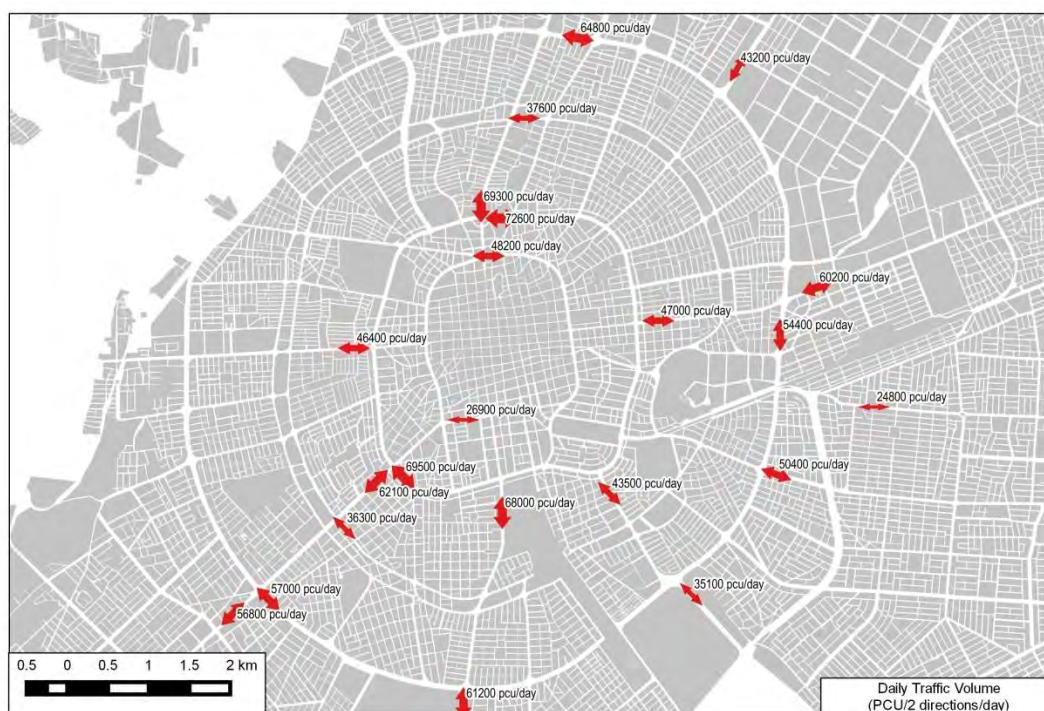 64800 pcu/day
43200 pcu/day
37600 pcu/day
69300 pcu/day
72600 pcu/day
48200 pcu/day
60200 pcu/day
47000 pcu/day
54400 pcu/day
46400 pcu/day
24800 pcu/day
26900 pcu/day
69500 pcu/day
50400 pcu/day
62100 pcu/day
43500 pcu/day
68000 pcu/day
36300 pcu/day
57000 pcu/day
35100 pcu/day
56800 pcu/day
0.5 0 0.5 1 1.5 2 km
61200 pcu/day
Daily Traffic Volume
(PCU/2 directions/day)